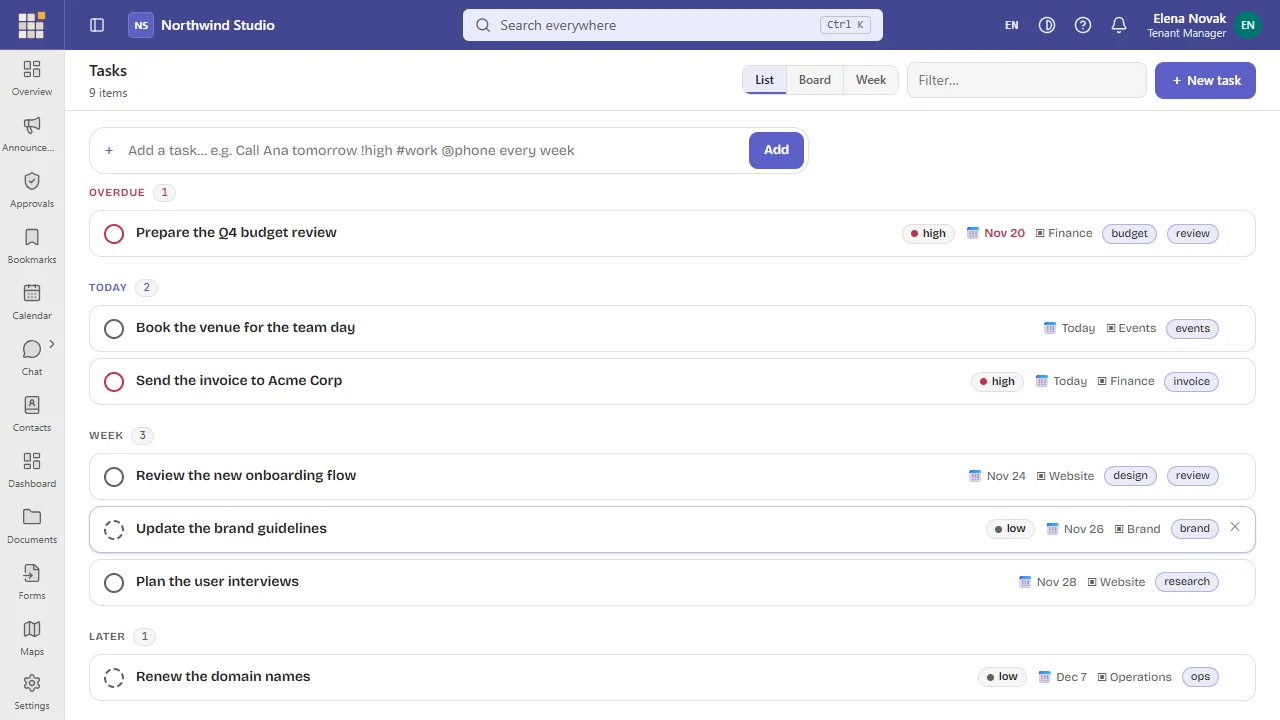 NS Northwind Studio
Search everywhere
Ctrl K
EN
Elena Novak
Tenant Manager
EN
Overview
Announce...
Approvals
Bookmarks
Calendar
Chat
Contacts
Dashboard
Documents
Forms
Maps
Settings
Tasks
9 items
List Board Week
Filter...
+ New task
+ Add a task... e.g. Call Ana tomorrow !high #work @phone every week
Add
OVERDUE 1
Prepare the Q4 budget review high Nov 20 Finance budget review
TODAY 2
Book the venue for the team day Today Events events
Send the invoice to Acme Corp high Today Finance invoice
WEEK 3
Review the new onboarding flow Nov 24 Website design review
Update the brand guidelines low Nov 26 Brand brand
Plan the user interviews Nov 28 Website research
LATER 1
Renew the domain names low Dec 7 Operations ops